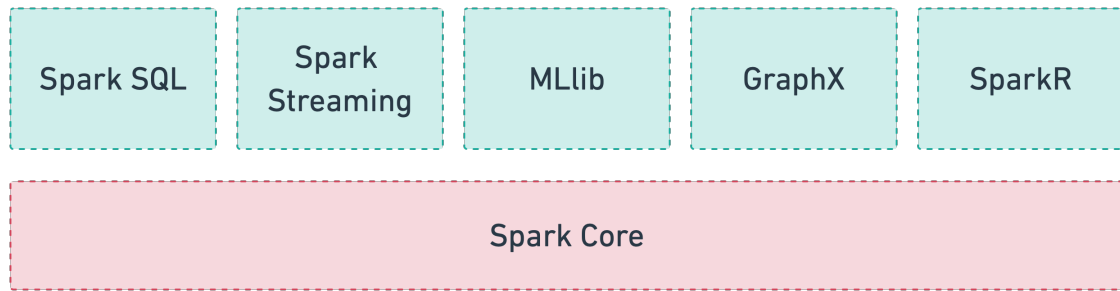 Spark SQL
Spark
Streaming
MLlib
GraphX
SparkR
Spark Core